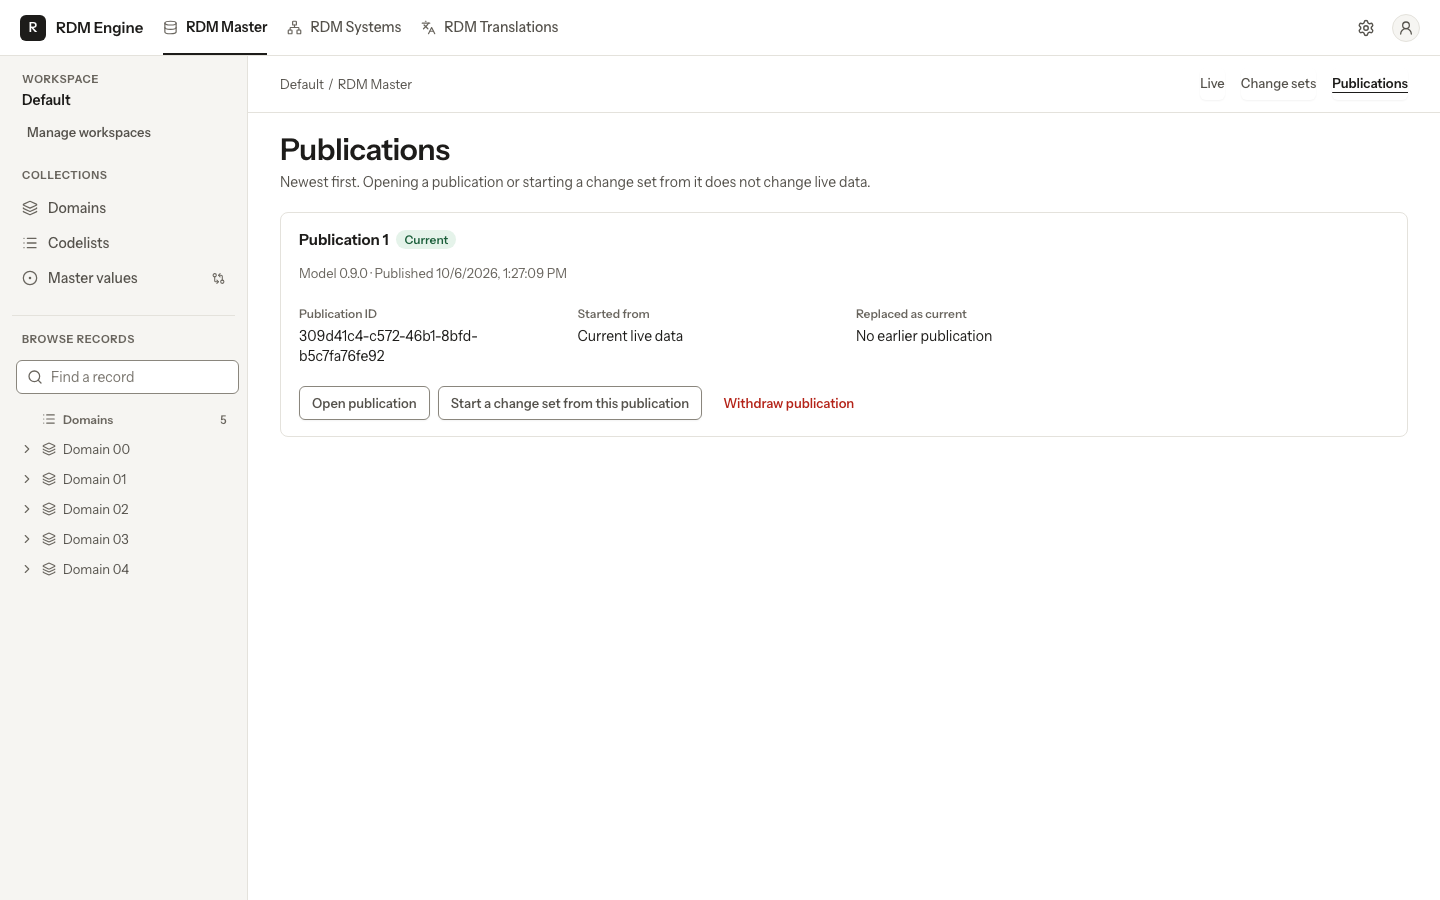 R RDM Engine RDM Master RDM Systems RDM Translations
WORKSPACE
Default
Manage workspaces
COLLECTIONS
Domains
Codelists
Master values
BROWSE RECORDS
Find a record
Domains 5
Domain 00
Domain 01
Domain 02
Domain 03
Domain 04
Default / RDM Master
Live Change sets Publications
Publications
Newest first. Opening a publication or starting a change set from it does not change live data.
Publication 1 Current
Model 0.9.0 · Published 10/6/2026, 1:27:09 PM
Publication ID
309d41c4-c572-46b1-8bfd-
b5c7fa76fe92
Started from
Current live data
Replaced as current
No earlier publication
Open publication Start a change set from this publication Withdraw publication